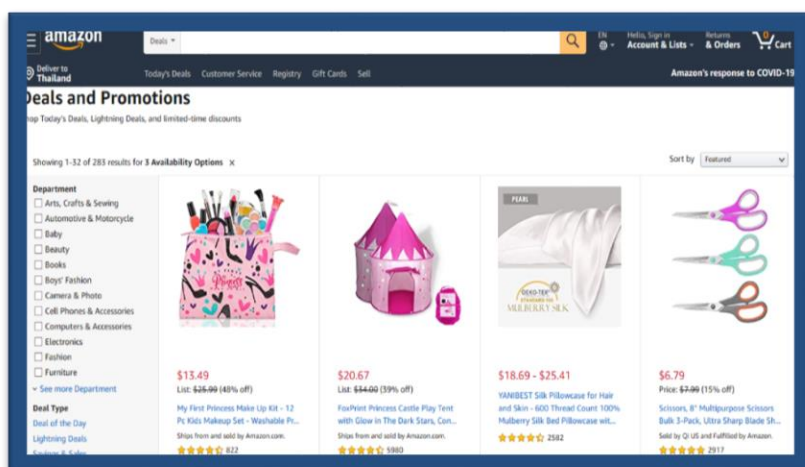 amazon
Deals
EN
Hello, Sign in
Account & Lists
Returns
& Orders
0
Cart
Deliver to
Thailand
Today's Deals Customer Service Registry Gift Cards Sell
Amazon's response to COVID-19
Deals and Promotions
hop Today's Deals, Lightning Deals, and limited-time discounts
Showing 1-32 of 283 results for 3 Availability Options x
Sort by Featured
Department
Arts, Crafts & Sewing
Automotive & Motorcycle
Baby
Beauty
Books
Boys' Fashion
Camera & Photo
Cell Phones & Accessories
Computers & Accessories
Electronics
Fashion
Furniture
See more Department
Deal Type
Deal of the Day
Lightning Deals
Savings & Sales
Princess
$13.49
List: $25.99 (48% off)
My First Princess Make Up Kit - 12
Pc Kids Makeup Set - Washable Pr...
Ships from and sold by Amazon.com.
822
$20.67
List: $34.00 (39% off)
FoxPrint Princess Castle Play Tent
with Glow in The Dark Stars, Con...
Ships from and sold by Amazon.com.
5980
PEARL
OEKO-TEX
STANDARD 100
MULBERRY SILK
$18.69 - $25.41
YANIBEST Silk Pillowcase for Hair
and Skin - 600 Thread Count 100%
Mulberry Silk Bed Pillowcase wit...
2582
$6.79
Price: $7.99 (15% off)
Scissors, 8" Multipurpose Scissors
Bulk 3-Pack, Ultra Sharp Blade Sh...
Sold by QI US and Fulfilled by Amazon.
2917